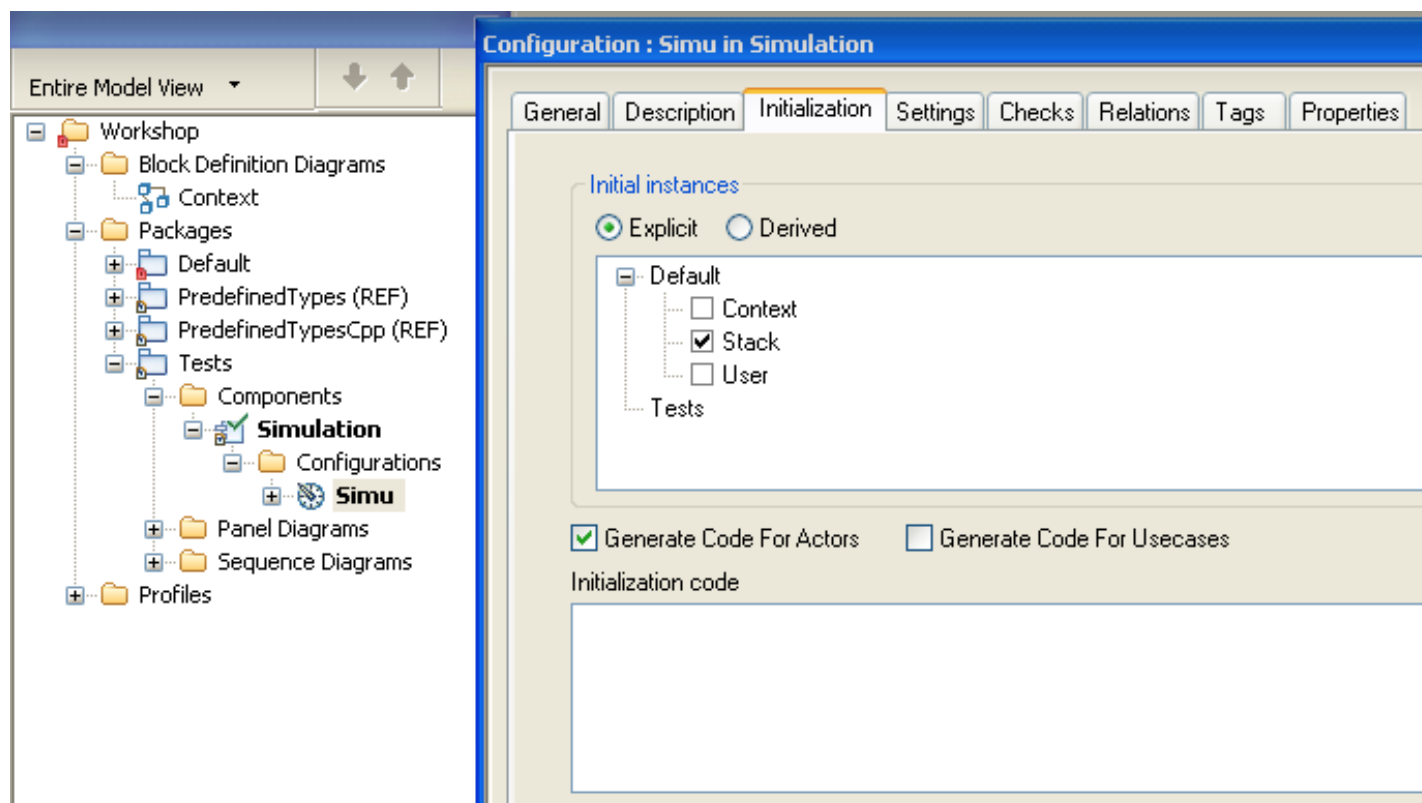 Configuration : Simu in Simulation
Entire Model View
General Description Initialization Settings Checks Relations Tags Properties
Workshop
Block Definition Diagrams
Context
Packages
Default
PredefinedTypes (REF)
PredefinedTypesCpp (REF)
Tests
Components
Simulation
Configurations
Simu
Panel Diagrams
Sequence Diagrams
Profiles
Initial instances
Explicit Derived
Default
Context
Stack
User
Tests
Generate Code For Actors Generate Code For Usecases
Initialization code